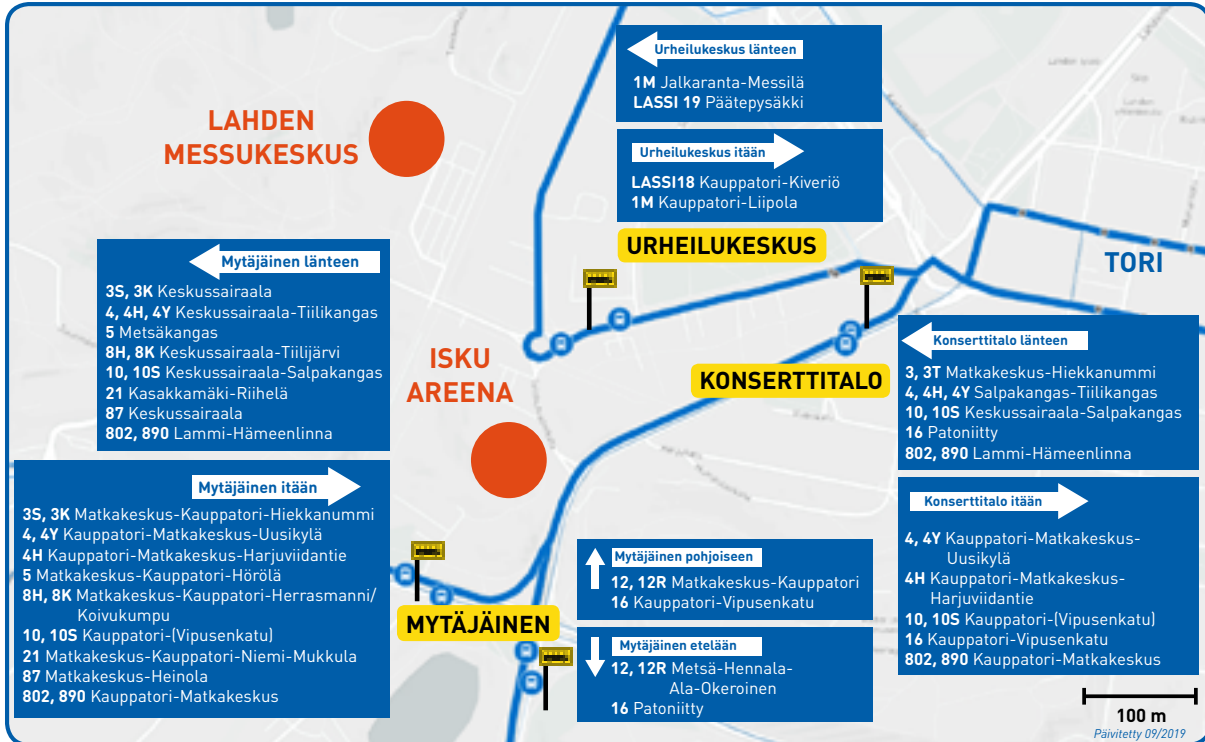 Urheilukeskus länteen
1M Jalkaranta-Messilä
LASSI 19 Päätepysäkki
Urheilukeskus itään
LASSI18 Kauppatori-Kiveriö
1M Kauppatori-Liipola
LAHDEN
MESSUKESKUS
URHEILUKESKUS
TORI
Mytäjäinen länteen
3S, 3K Keskussairaala
4, 4H, 4Y Keskussairaala-Tiilikangas
5 Metsäkangas
8H, 8K Keskussairaala-Tiilijärvi
10, 10S Keskussairaala-Salpakangas
21 Kasakkamäki-Riihelä
87 Keskussairaala
802, 890 Lammi-Hämeenlinna
ISKU
AREENA
KONSERTTITALO
Konserttitalo länteen
3, 3T Matkakeskus-Hiekkanummi
4, 4H, 4Y Salpakangas-Tiilikangas
10, 10S Keskussairaala-Salpakangas
16 Patoniitty
802, 890 Lammi-Hämeenlinna
Mytäjäinen itään
3S, 3K Matkakeskus-Kauppatori-Hiekkanummi
4, 4Y Kauppatori-Matkakeskus-Uusikylä
4H Kauppatori-Matkakeskus-Harjuviidantie
5 Matkakeskus-Kauppatori-Hörölä
8H, 8K Matkakeskus-Kauppatori-Herrasmanni/
Koivukumpu
10, 10S Kauppatori-(Vipusenkatu)
21 Matkakeskus-Kauppatori-Niemi-Mukkula
87 Matkakeskus-Heinola
802, 890 Kauppatori-Matkakeskus
MYTÄJÄINEN
Mytäjäinen pohjoiseen
12, 12R Matkakeskus-Kauppatori
16 Kauppatori-Vipusenkatu
Mytäjäinen etelään
12, 12R Metsä-Hennala-
Ala-Okeroinen
16 Patoniitty
Konserttitalo itään
4, 4Y Kauppatori-Matkakeskus-
Uusikylä
4H Kauppatori-Matkakeskus-
Harjuviidantie
10, 10S Kauppatori-(Vipusenkatu)
16 Kauppatori-Vipusenkatu
802, 890 Kauppatori-Matkakeskus
100 m
Päivitetty 09/2019